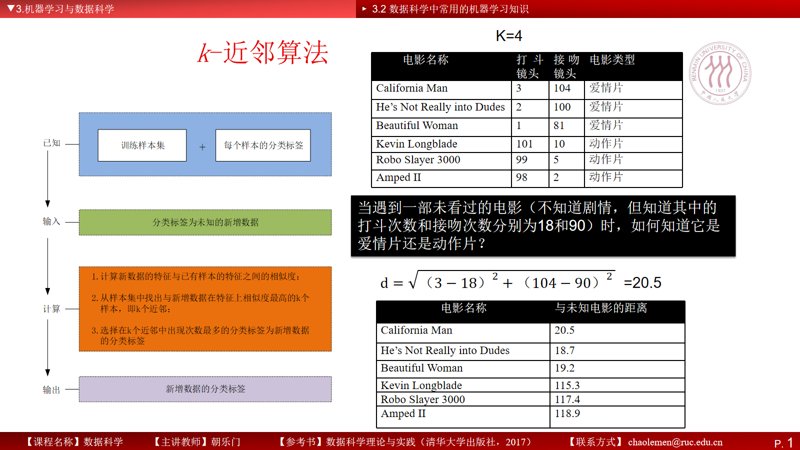 ▼3.机器学习与数据科学
▸ 3.2 数据科学中常用的机器学习知识
k-近邻算法
已知
训练样本集 + 每个样本的分类标签
输入
分类标签为未知的新增数据
计算
1.计算新数据的特征与已有样本的特征之间的相似度;
2.从样本集中找出与新增数据在特征上相似度最高的k个
样本,即k个近邻;
3.选择在k个近邻中出现次数最多的分类标签为新增数据
的分类标签
输出
新增数据的分类标签
K=4
电影名称 打斗镜头 接吻镜头 电影类型
California Man 3 104 爱情片
He's Not Really into Dudes 2 100 爱情片
Beautiful Woman 1 81 爱情片
Kevin Longblade 101 10 动作片
Robo Slayer 3000 99 5 动作片
Amped II 98 2 动作片
当遇到一部未看过的电影(不知道剧情,但知道其中的
打斗次数和接吻次数分别为18和90)时,如何知道它是
爱情片还是动作片?
d = √(3 − 18)² + (104 − 90)² =20.5
电影名称 与未知电影的距离
California Man 20.5
He's Not Really into Dudes 18.7
Beautiful Woman 19.2
Kevin Longblade 115.3
Robo Slayer 3000 117.4
Amped II 118.9
【课程名称】数据科学 【主讲教师】朝乐门 【参考书】数据科学理论与实践(清华大学出版社,2017) 【联系方式】 chaolemen@ruc.edu.cn P. 1